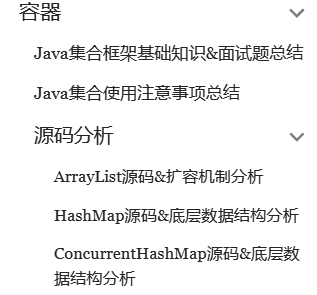 容器
Java集合框架基础知识&面试题总结
Java集合使用注意事项总结
源码分析
ArrayList源码&扩容机制分析
HashMap源码&底层数据结构分析
ConcurrentHashMap源码&底层数
据结构分析